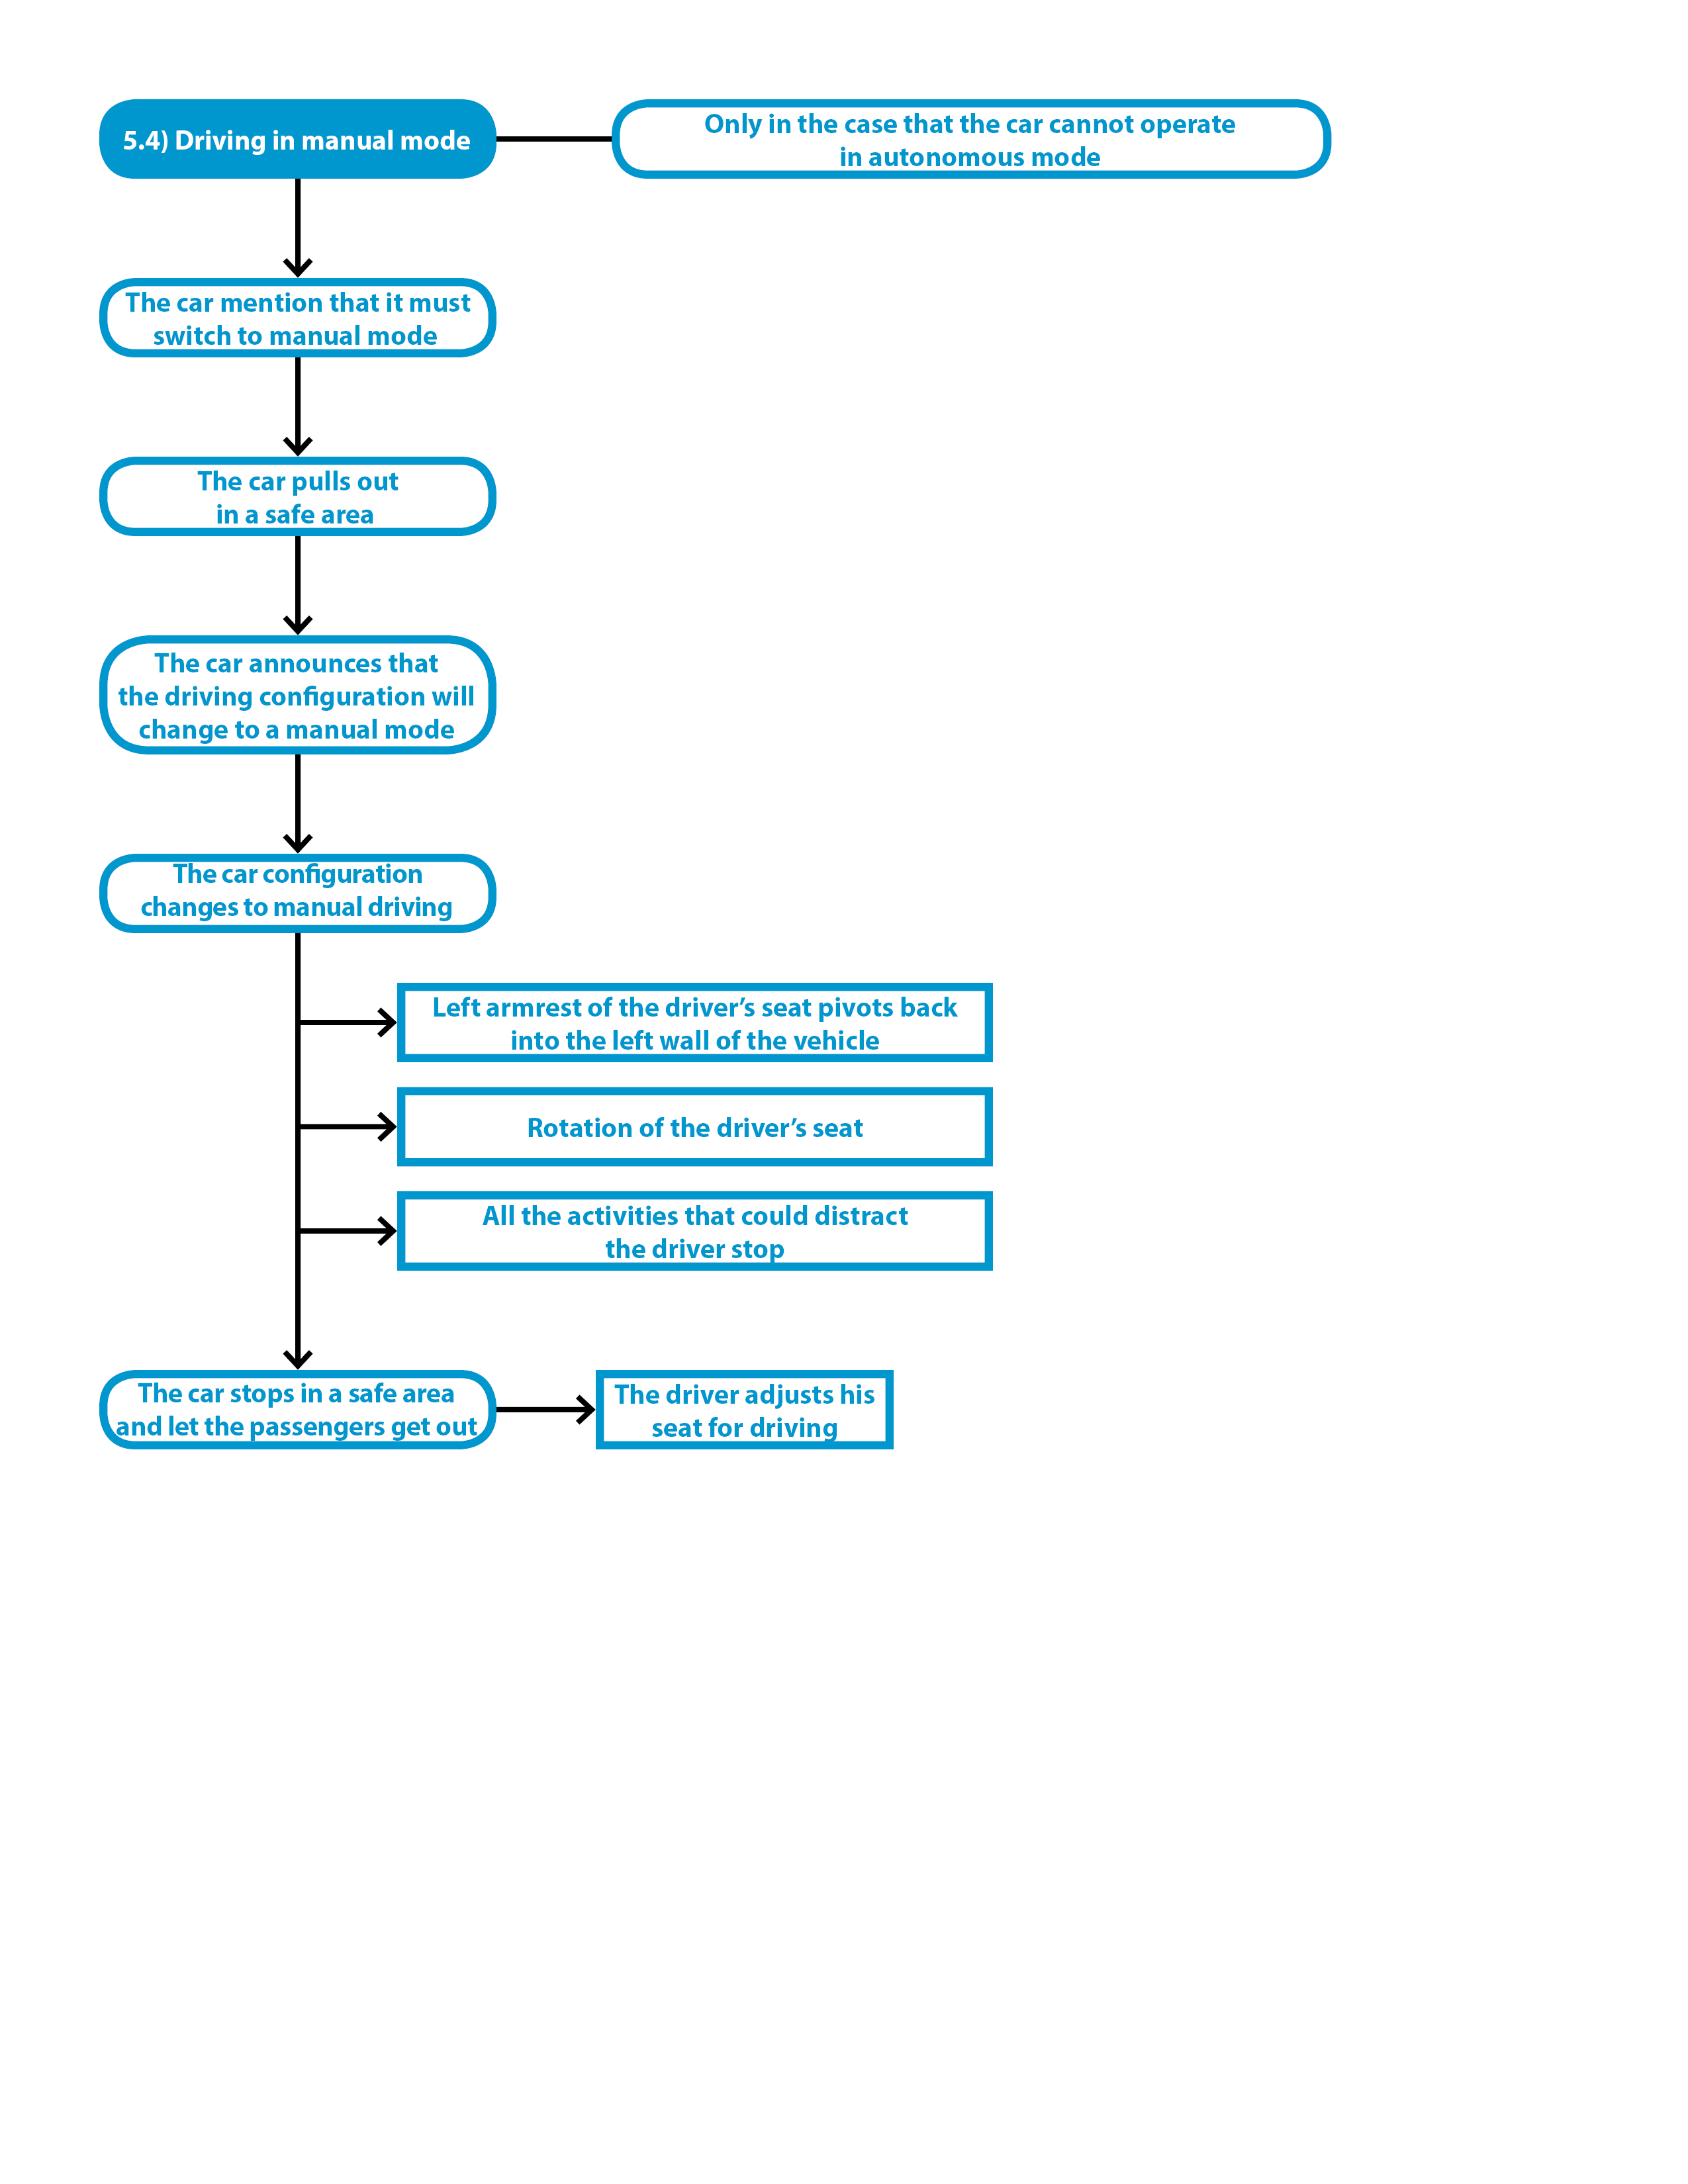 5.4) Driving in manual mode
Only in the case that the car cannot operate
in autonomous mode
The car mention that it must
switch to manual mode
The car pulls out
in a safe area
The car announces that
the driving configuration will
change to a manual mode
The car configuration
changes to manual driving
Left armrest of the driver’s seat pivots back
into the left wall of the vehicle
Rotation of the driver’s seat
All the activities that could distract
the driver stop
The car stops in a safe area
and let the passengers get out
The driver adjusts his
seat for driving